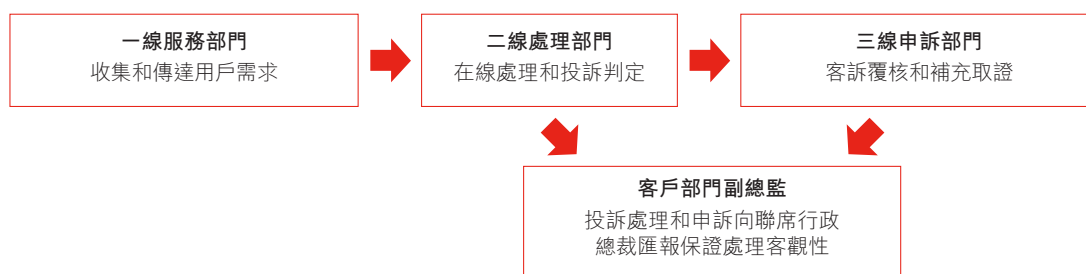 一線服務部門
收集和傳達用戶需求
二線處理部門
在線處理和投訴判定
三線申訴部門
客訴覆核和補充取證
客戶部門副總監
投訴處理和申訴向聯席行政
總裁匯報保證處理客觀性